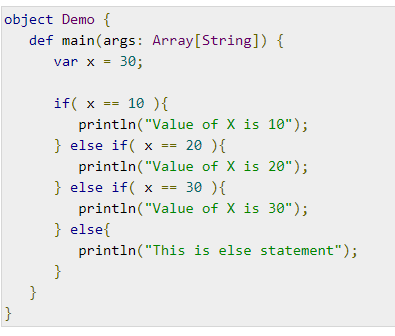 object Demo {
   def main(args: Array[String]) {
      var x = 30;

      if( x == 10 ){
         println("Value of X is 10");
      } else if( x == 20 ){
         println("Value of X is 20");
      } else if( x == 30 ){
         println("Value of X is 30");
      } else{
         println("This is else statement");
      }
   }
}